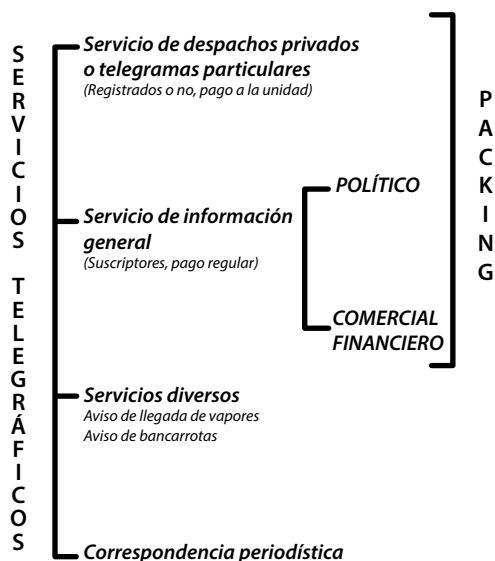 SERVICIOS TELEGRÁFICOS
Servicio de despachos privados
o telegramas particulares
(Registrados o no, pago a la unidad)
Servicio de información
general
(Suscriptores, pago regular)
POLÍTICO
COMERCIAL
FINANCIERO
Servicios diversos
Aviso de llegada de vapores
Aviso de bancarrotas
Correspondencia periodística
PACKING